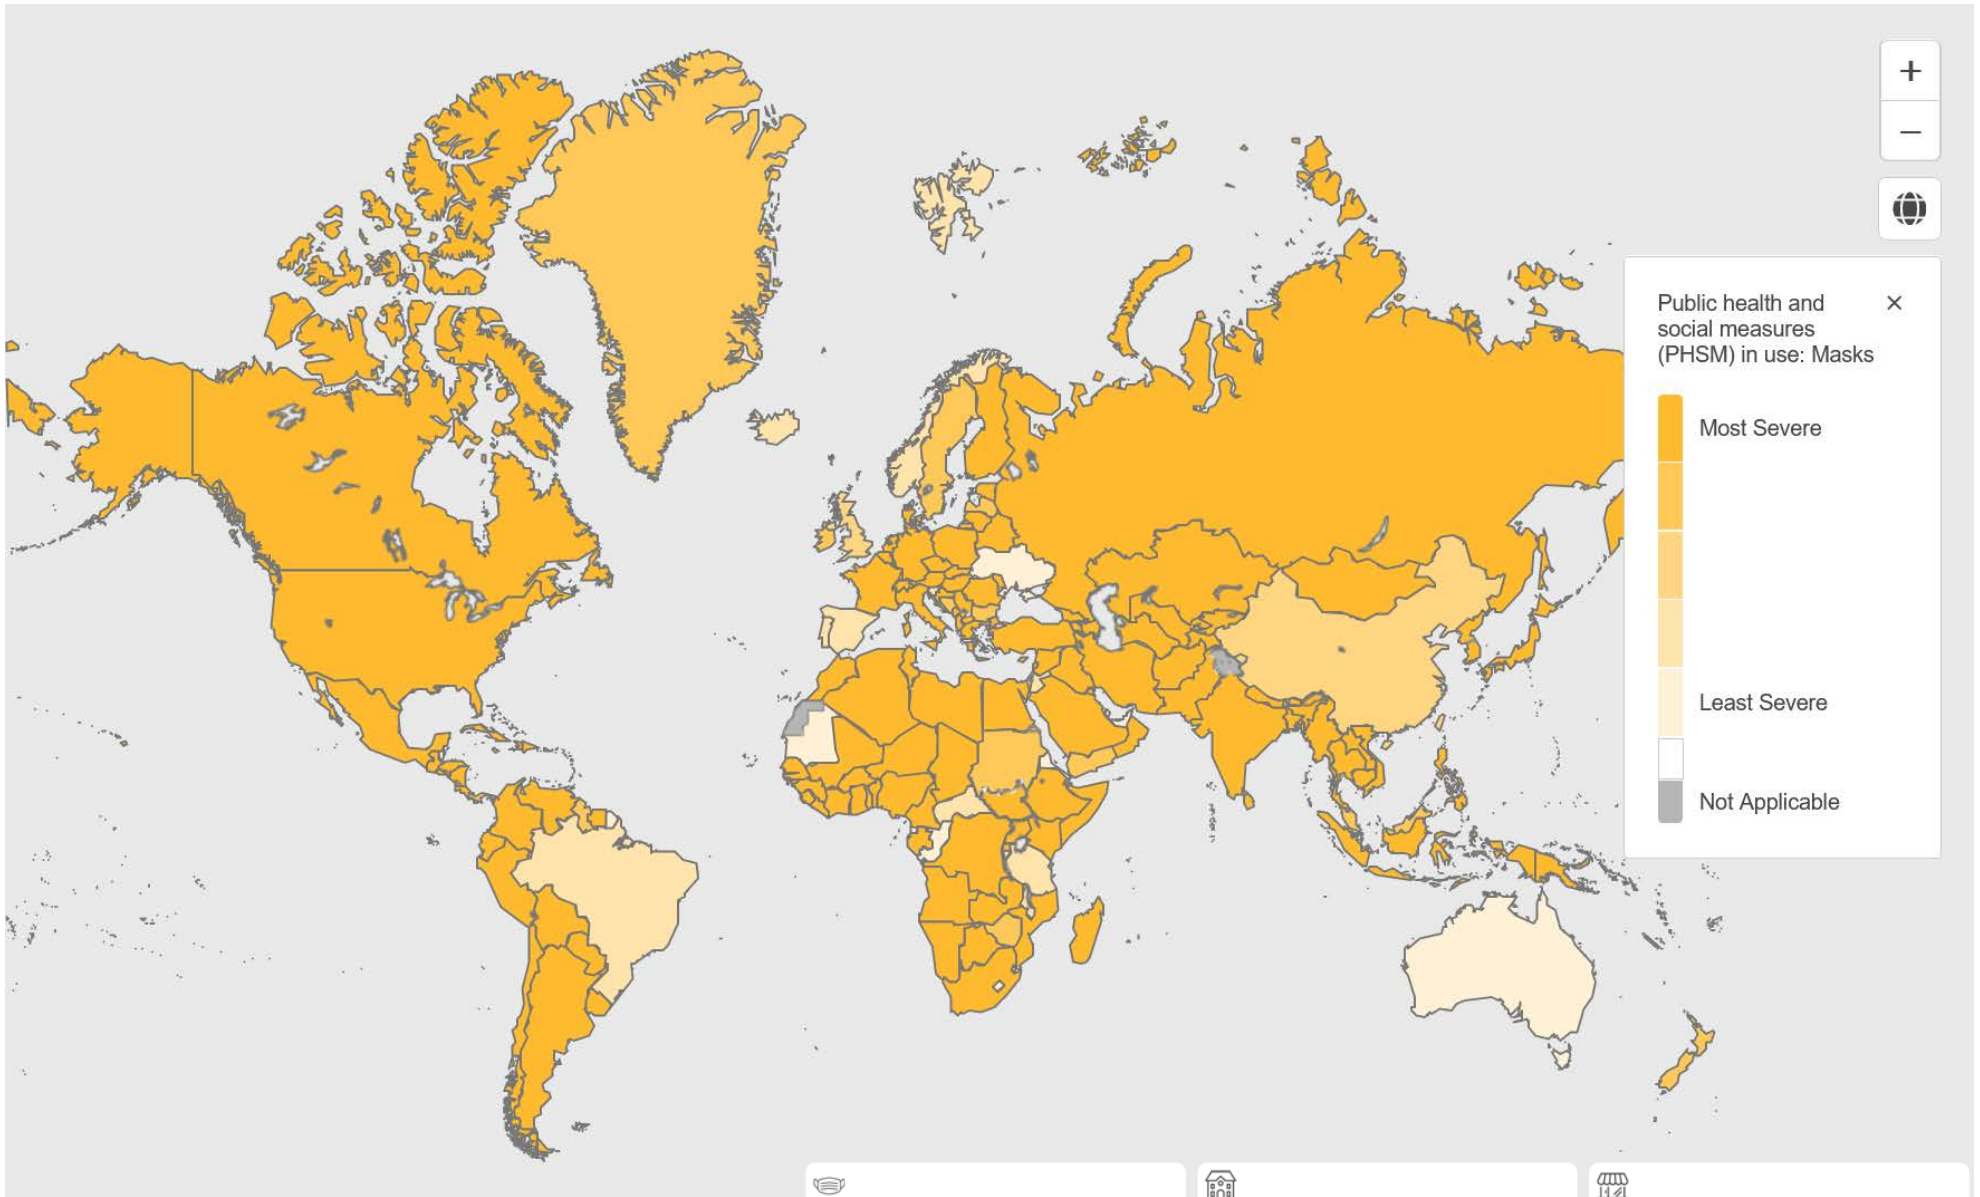 +
−
Public health and ×
social measures
(PHSM) in use: Masks
Most Severe
Least Severe
Not Applicable